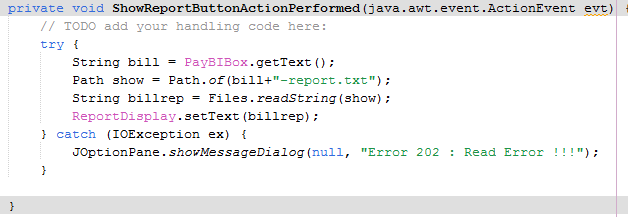 private void ShowReportButtonActionPerformed(java.awt.event.ActionEvent evt) {
// TODO add your handling code here:
try {
String bill = PayBIBox.getText();
Path show = Path.of(bill+"-report.txt");
String billrep = Files.readString(show);
ReportDisplay.setText(billrep);
} catch (IOException ex) {
JOptionPane.showMessageDialog(null, "Error 202 : Read Error !!!");
}
}